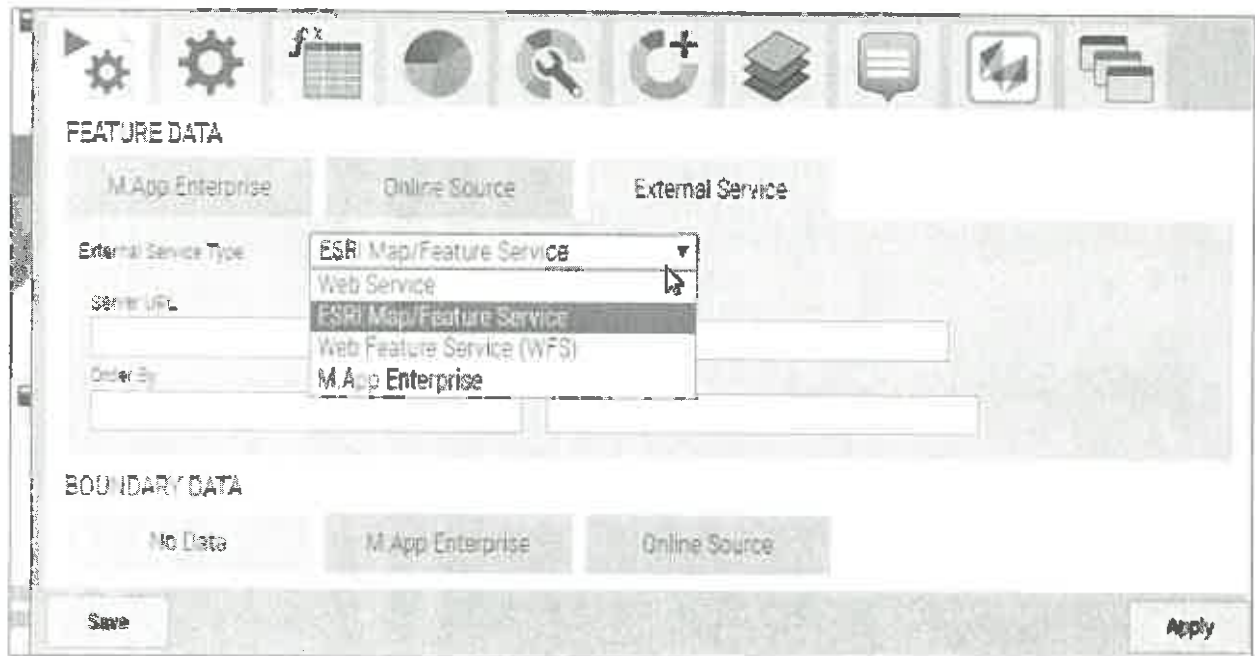 FEATURE DATA
M.App Enterprise Online Source External Service
External Service Type ESRI Map/Feature Service
Web Service
Server URL
ESRI Map/Feature Service
Web Feature Service (WFS)
Order By
M.App Enterprise
BOUNDARY DATA
No Data M.App Enterprise Online Source
Save Apply